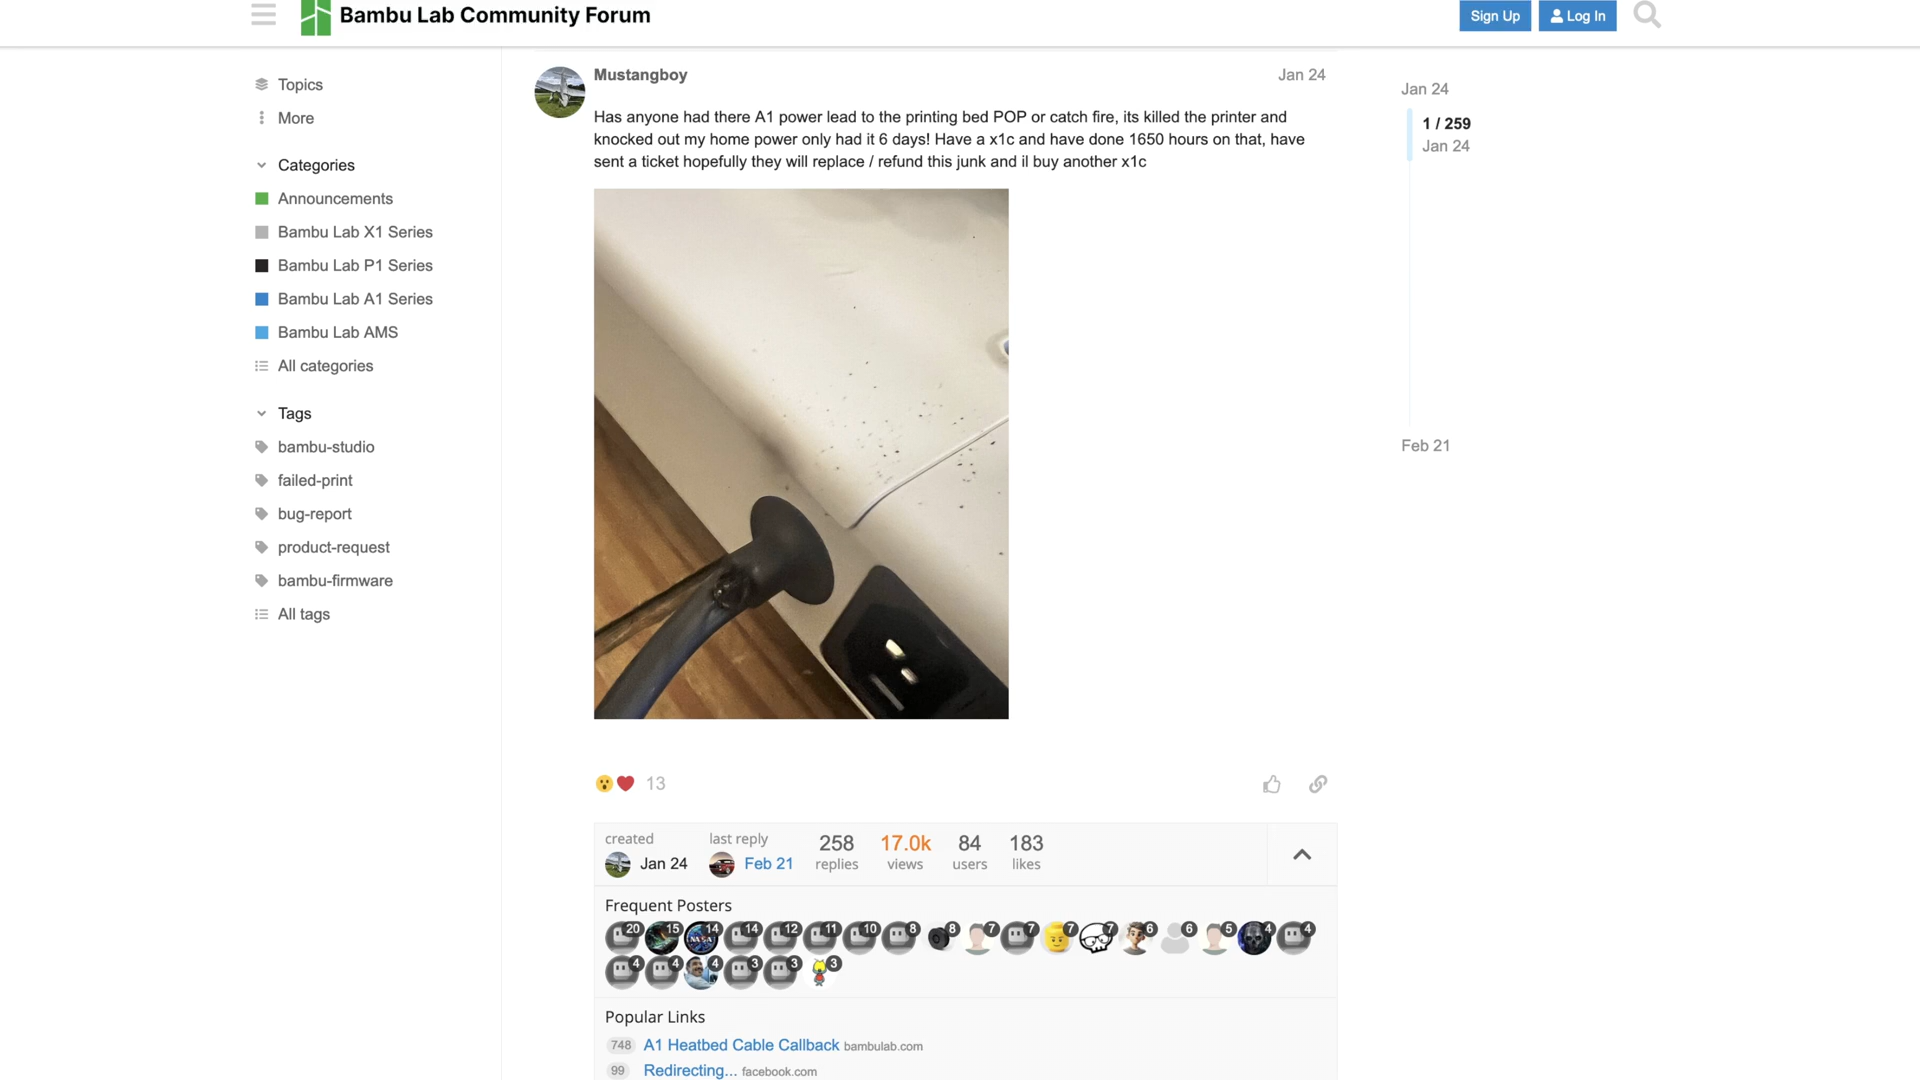 Bambu Lab Community Forum
Sign Up
Log In
Topics
More
Categories
Announcements
Bambu Lab X1 Series
Bambu Lab P1 Series
Bambu Lab A1 Series
Bambu Lab AMS
All categories
Tags
bambu-studio
failed-print
bug-report
product-request
bambu-firmware
All tags
Mustangboy
Jan 24
Has anyone had there A1 power lead to the printing bed POP or catch fire, its killed the printer and
knocked out my home power only had it 6 days! Have a x1c and have done 1650 hours on that, have
sent a ticket hopefully they will replace / refund this junk and il buy another x1c
13
created
Jan 24
last reply
Feb 21
258
replies
17.0k
views
84
users
183
likes
Frequent Posters
20 15 14 14 12 11 10 8 8 7 7 7 7 6 6 5 4 4
NASA
4 4 4 3 3 3
Popular Links
748 A1 Heatbed Cable Callback bambulab.com
99 Redirecting... facebook.com
Jan 24
1 / 259
Jan 24
Feb 21